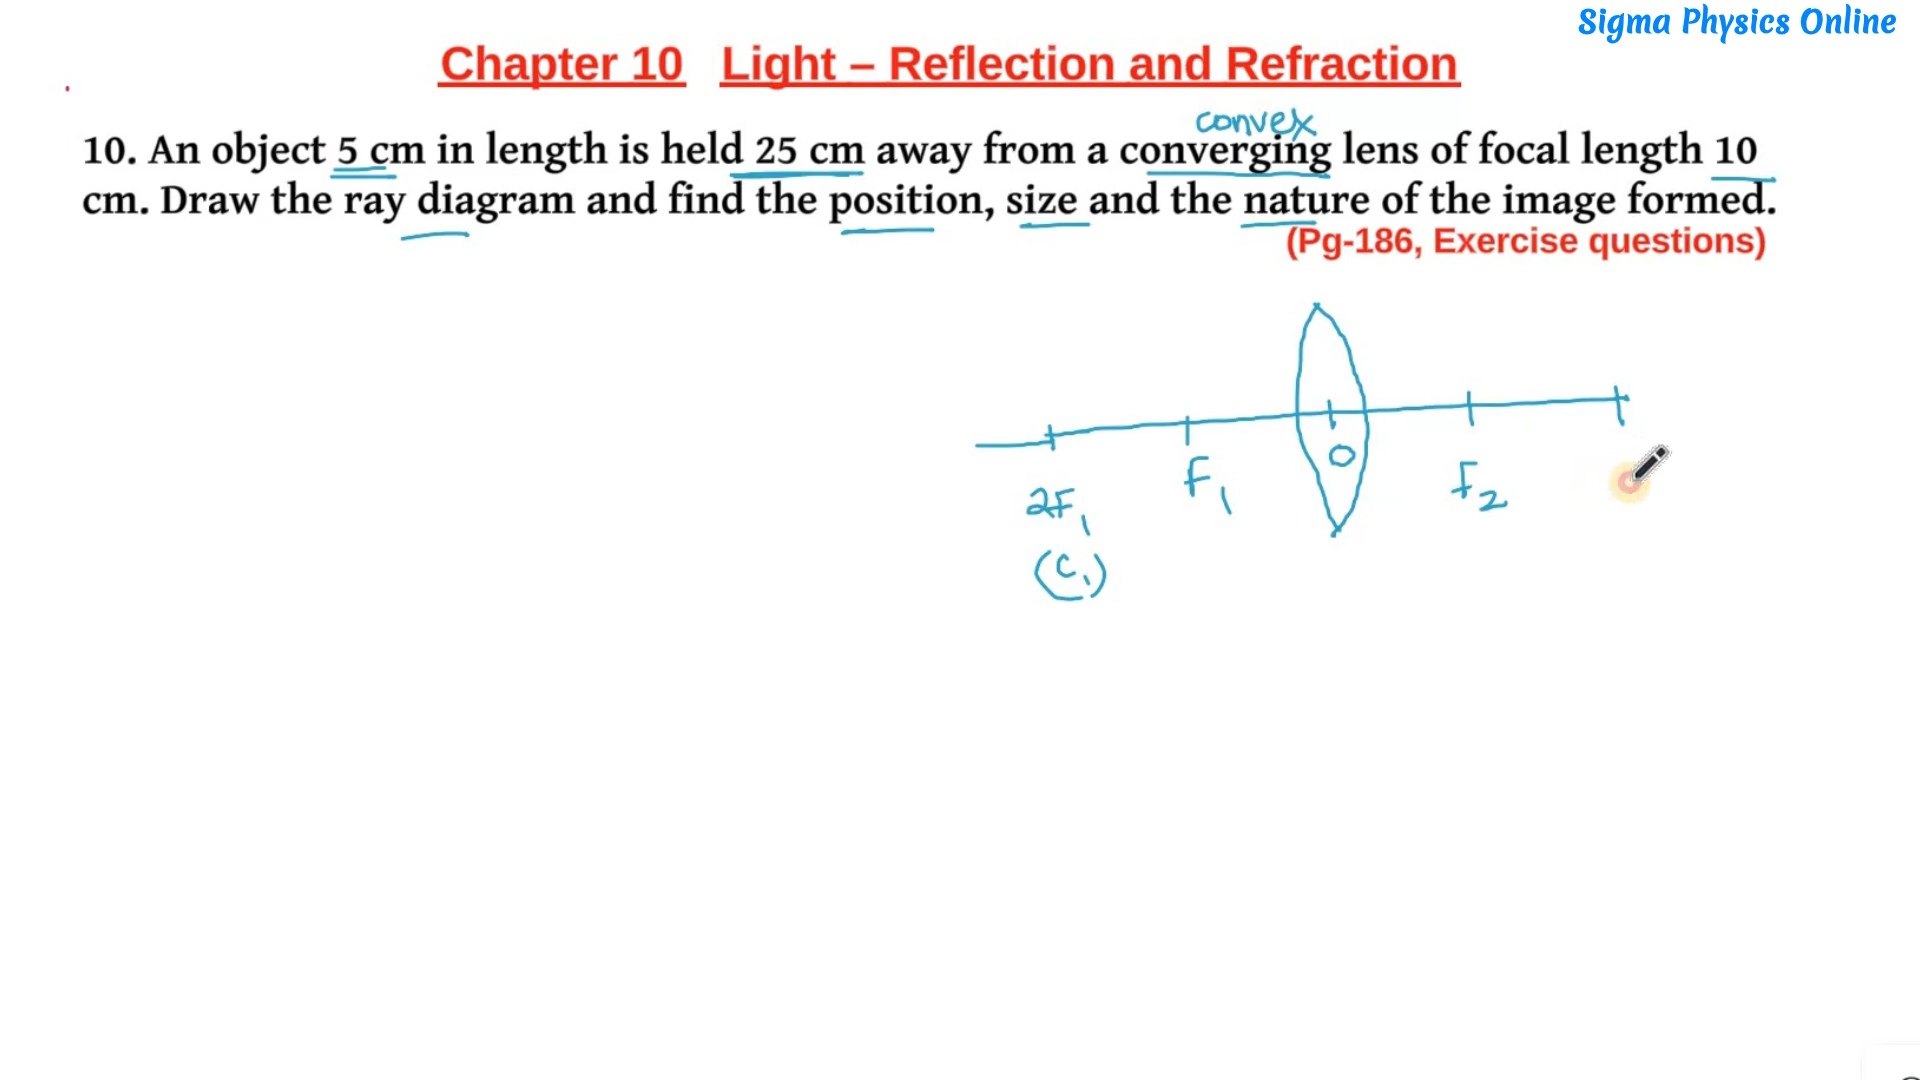 Sigma Physics Online
Chapter 10 Light – Reflection and Refraction
convex
10. An object 5 cm in length is held 25 cm away from a converging lens of focal length 10
cm. Draw the ray diagram and find the position, size and the nature of the image formed.
(Pg-186, Exercise questions)
2F1 F1 O F2
(C1)